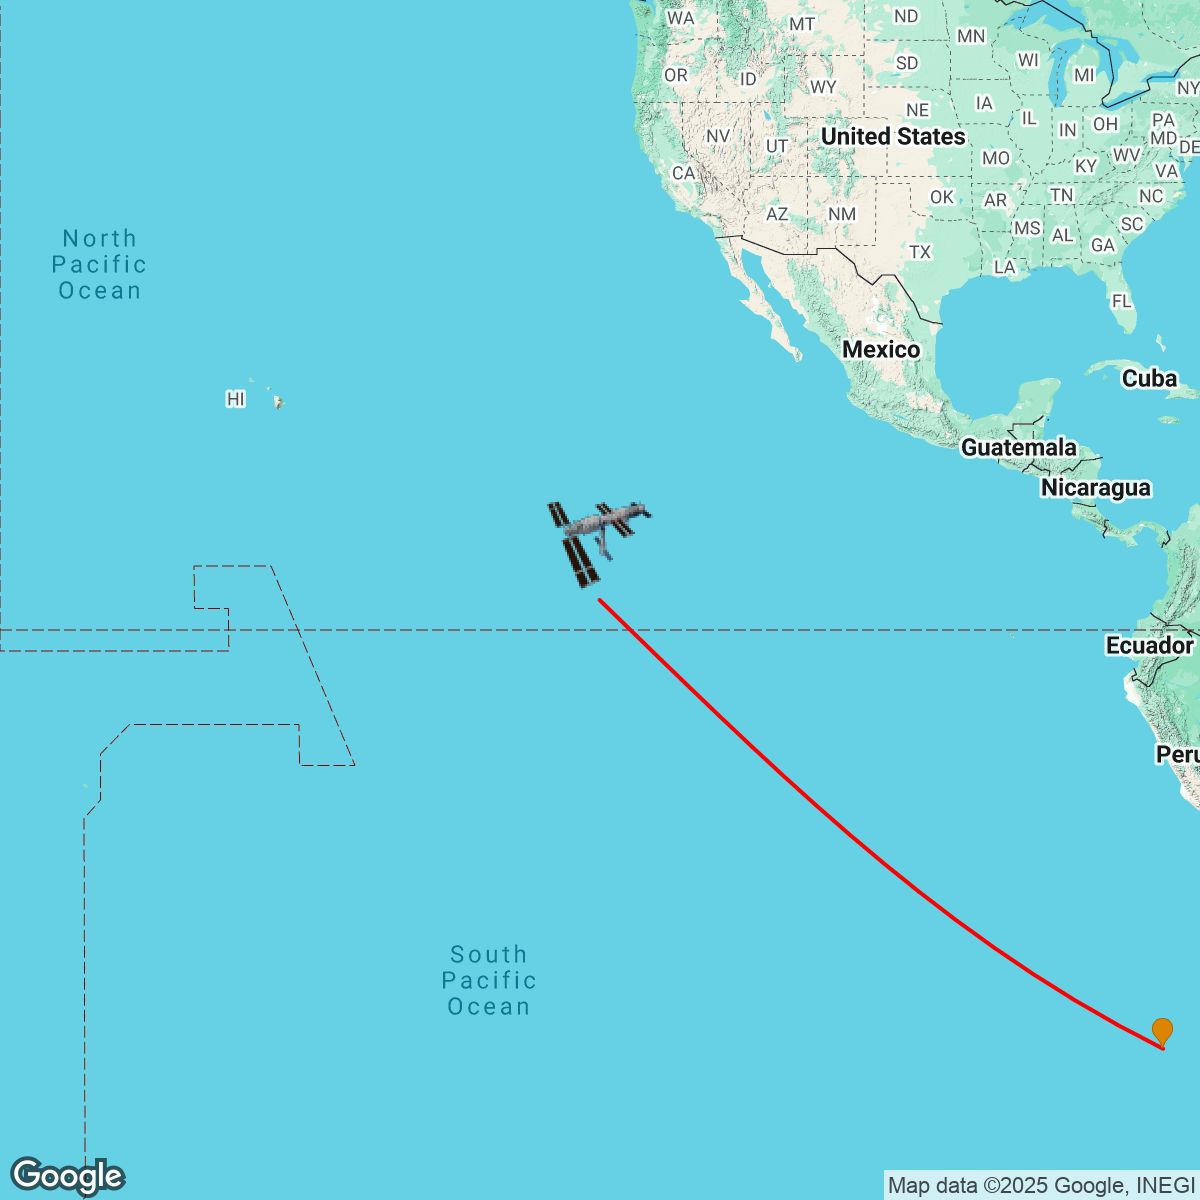 WA
MT
ND
MN
OR
ID
WY
SD
WI
MI
NY
NE
IA
IL
IN
OH
PA
MD
DE
NV
UT
United States
CA
MO
KY
WV
VA
AZ
NM
OK
AR
TN
NC
MS
AL
SC
GA
TX
LA
FL
North
Pacific
Ocean
HI
Mexico
Cuba
Guatemala
Nicaragua
Ecuador
Peru
South
Pacific
Ocean
Google
Map data ©2025 Google, INEGI